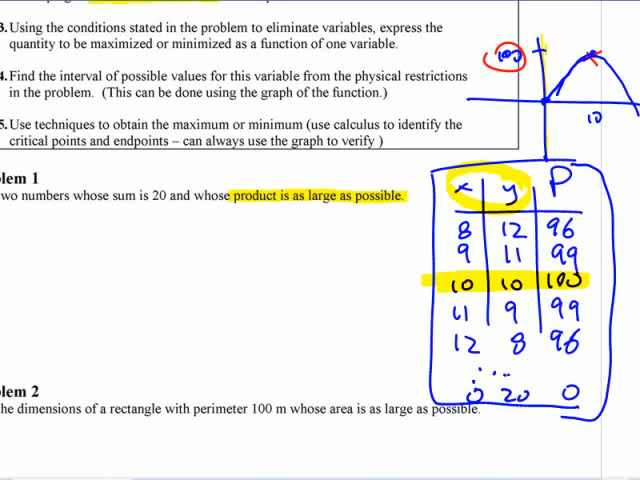 3. Using the conditions stated in the problem to eliminate variables, express the
quantity to be maximized or minimized as a function of one variable.
4. Find the interval of possible values for this variable from the physical restrictions
in the problem. (This can be done using the graph of the function.)
5. Use techniques to obtain the maximum or minimum (use calculus to identify the
critical points and endpoints – can always use the graph to verify )
100
10
blem 1
two numbers whose sum is 20 and whose product is as large as possible.
x y P
8 12 96
9 11 99
10 10 100
11 9 99
12 8 96
0 20 0
blem 2
he dimensions of a rectangle with perimeter 100 m whose area is as large as possible.